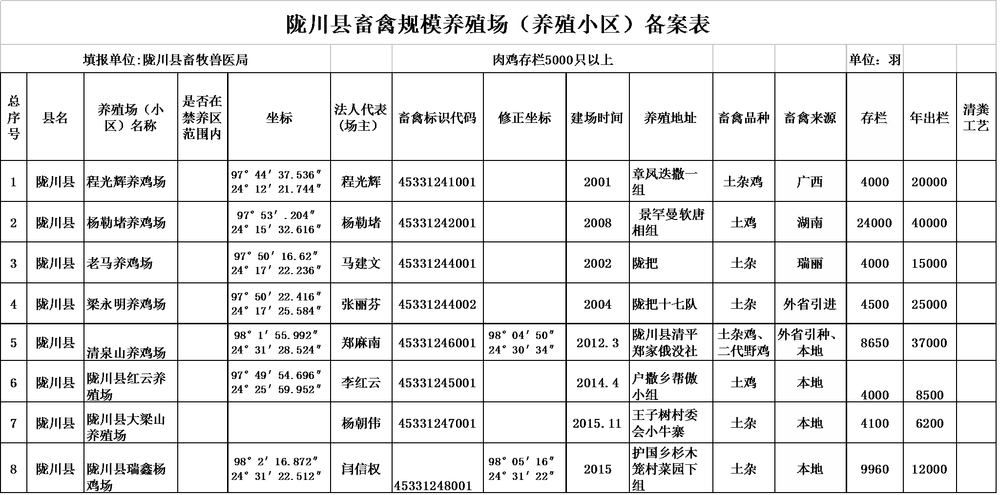 陇川县畜禽规模养殖场（养殖小区）备案表
填报单位:陇川县畜牧兽医局 肉鸡存栏5000只以上 单位：羽
总序号 县名 养殖场（小区）名称 是否在禁养区范围内 坐标 法人代表(场主） 畜禽标识代码 修正坐标 建场时间 养殖地址 畜禽品种 畜禽来源 存栏 年出栏 清粪工艺
1 陇川县 程光辉养鸡场 97°44′37.536″ 24°12′21.744″ 程光辉 45331241001 2001 章凤迭撒一组 土杂鸡 广西 4000 20000
2 陇川县 杨勒堵养鸡场 97°53′.204″ 24°15′32.616″ 杨勒堵 45331242001 2008 景罕曼软唐相组 土鸡 湖南 24000 40000
3 陇川县 老马养鸡场 97°50′16.62″ 24°17′22.236″ 马建文 45331244001 2002 陇把 土杂 瑞丽 4000 15000
4 陇川县 梁永明养鸡场 97°50′22.416″ 24°17′25.584″ 张丽芬 45331244002 2004 陇把十七队 土杂 外省引进 4500 25000
5 陇川县 清泉山养鸡场 98°1′55.992″ 24°31′28.524″ 郑麻南 45331246001 98°04′50″ 24°30′34″ 2012.3 陇川县清平郑家俄没社 土杂鸡、二代野鸡 外省引种、本地 8650 37000
6 陇川县 陇川县红云养殖场 97°49′54.696″ 24°25′59.952″ 李红云 45331245001 2014.4 户撒乡帮傲小组 土鸡 本地 4000 8500
7 陇川县 陇川县大梁山养殖场 杨朝伟 45331247001 2015.11 王子树村委会小牛寨 土杂 本地 4100 6200
8 陇川县 陇川县瑞鑫杨鸡场 98°2′16.872″ 24°31′22.512″ 闫信权 45331248001 98°05′16″ 24°31′22″ 2015 护国乡杉木笼村菜园下组 土杂 本地 9960 12000